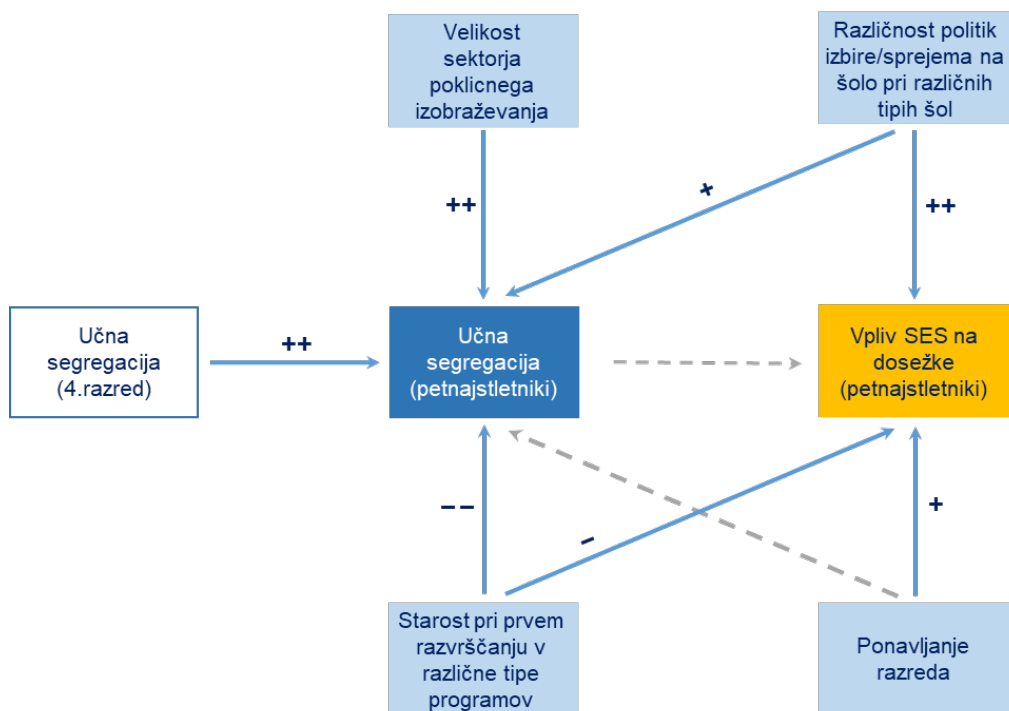 Velikost
sektorja
poklicnega
izobraževanja
Različnost politik
izbire/sprejema na
šolo pri različnih
tipih šol
++
+
++
Učna
segregacija
(4.razred)
++
Učna
segregacija
(petnajstletniki)
Vpliv SES na
dosežke
(petnajstletniki)
– –
–
+
Starost pri prvem
razvrščanju v
različne tipe
programov
Ponavljanje
razreda